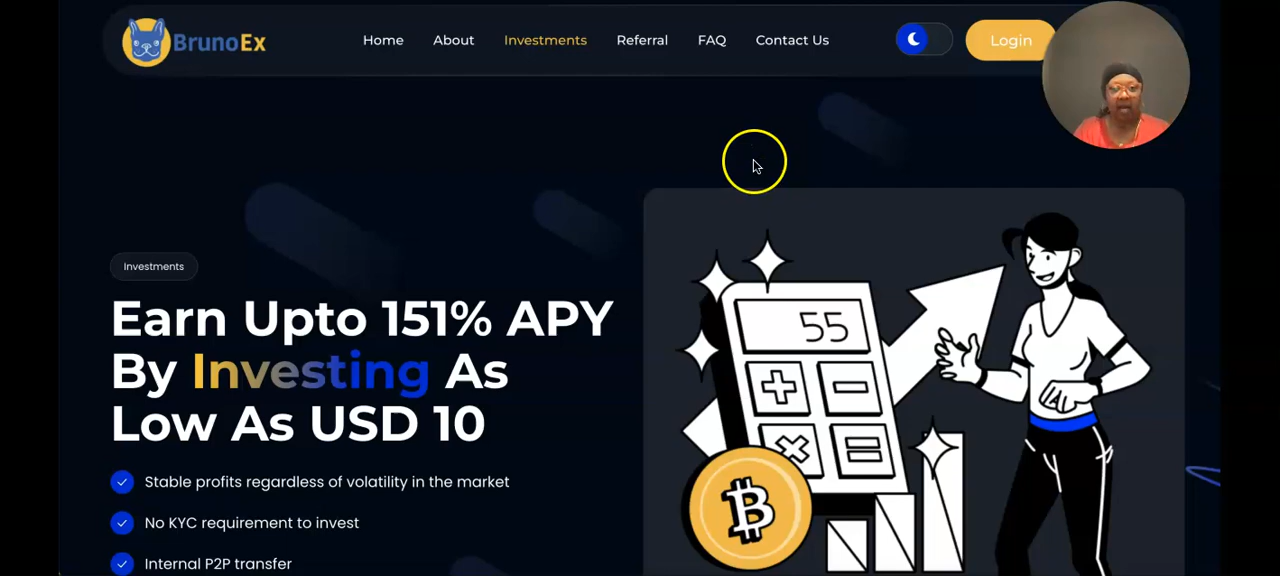 BrunoEx
Home
About
Investments
Referral
FAQ
Contact Us
Login
Investments
Earn Upto 151% APY
By Investing As
Low As USD 10
Stable profits regardless of volatility in the market
No KYC requirement to invest
Internal P2P transfer
55